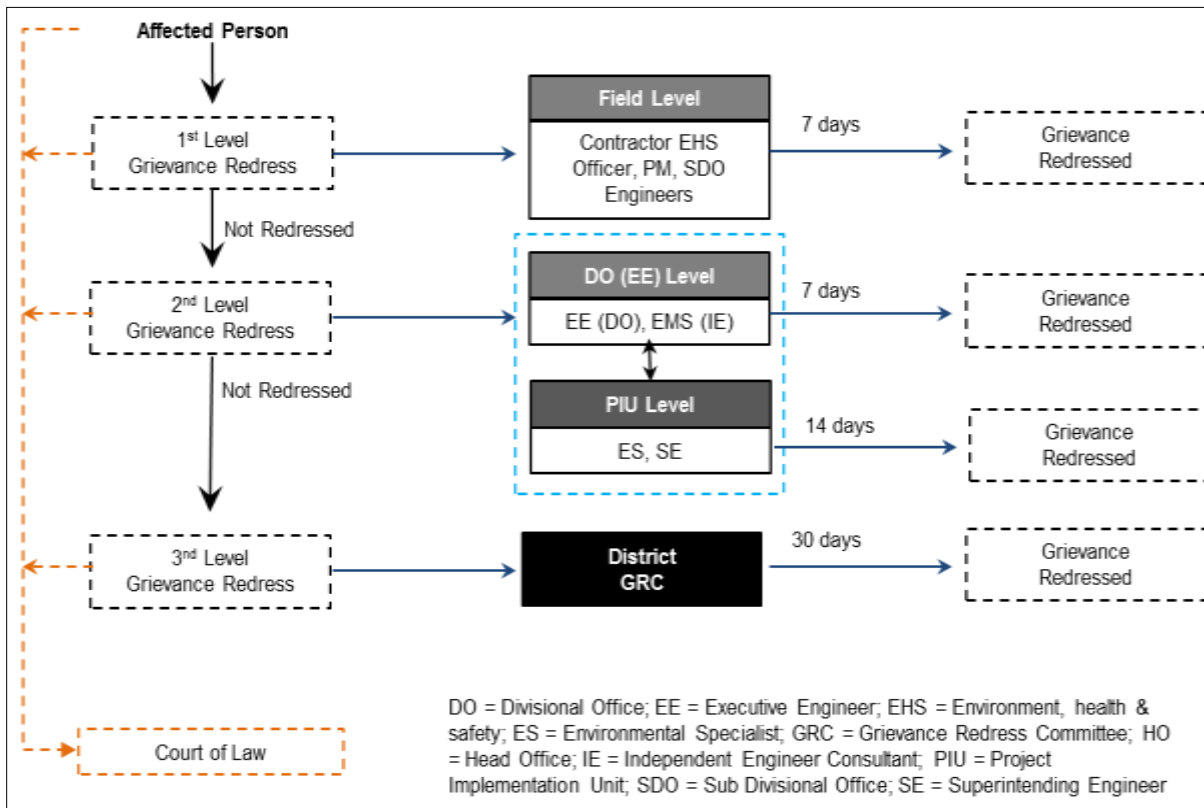 Affected Person
1st Level
Grievance Redress
Field Level
Contractor EHS
Officer, PM, SDO
Engineers
7 days
Grievance
Redressed
Not Redressed
2nd Level
Grievance Redress
DO (EE) Level
EE (DO), EMS (IE)
7 days
Grievance
Redressed
Not Redressed
PIU Level
ES, SE
14 days
Grievance
Redressed
3rd Level
Grievance Redress
District
GRC
30 days
Grievance
Redressed
Court of Law
DO = Divisional Office; EE = Executive Engineer; EHS = Environment, health &
safety; ES = Environmental Specialist; GRC = Grievance Redress Committee; HO
= Head Office; IE = Independent Engineer Consultant; PIU = Project
Implementation Unit; SDO = Sub Divisional Office; SE = Superintending Engineer